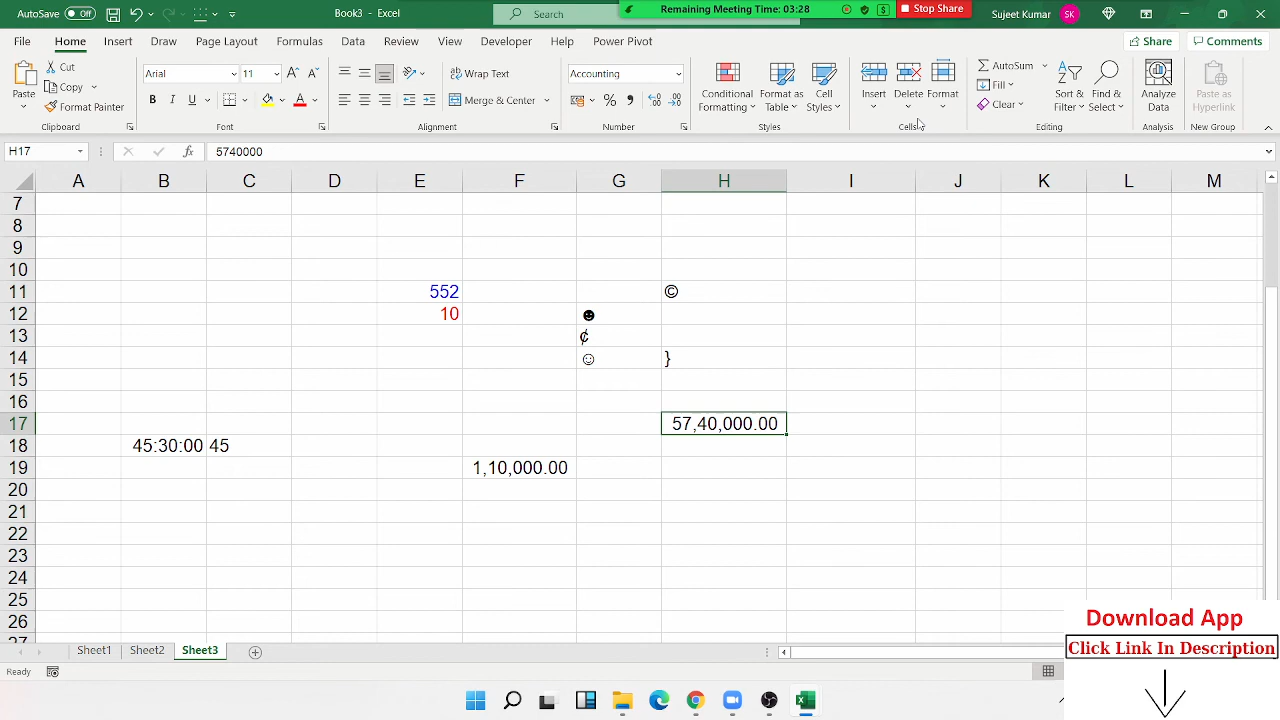 AutoSave Off Book3 - Excel Search Remaining Meeting Time: 03:28 $ Stop Share Sujeet Kumar SK
File Home Insert Draw Page Layout Formulas Data Review View Developer Help Power Pivot Share Comments
Paste Cut Copy Format Painter Clipboard
Arial 11 B I U A Font
Wrap Text Merge & Center Alignment
Accounting % Number
Conditional Formatting Format as Table Cell Styles Styles
Insert Delete Format Cells
AutoSum Fill Clear Sort & Filter Find & Select Editing
Analyze Data Analysis
Paste as Hyperlink New Group
H17 fx 5740000
A B C D E F G H I J K L M
7
8
9
10
11 552 ©
12 10 ☻
13 ¢
14 ☺ }
15
16
17 57,40,000.00
18 45:30:00 45
19 1,10,000.00
20
21
22
23
24
25
26
27
Sheet1 Sheet2 Sheet3
Ready
Download App
Click Link In Description